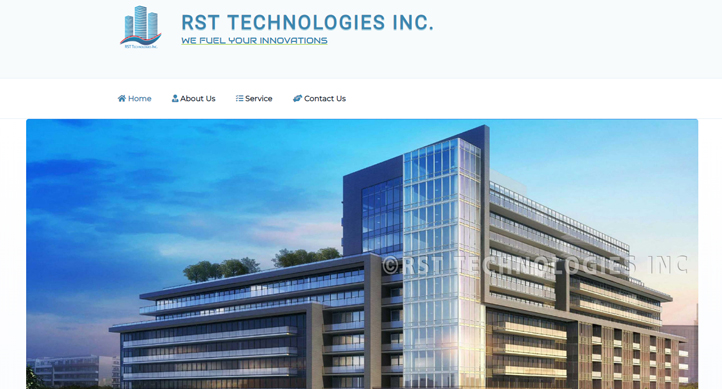 RST TECHNOLOGIES INC.
WE FUEL YOUR INNOVATIONS
RST Technologies Inc.
Home
About Us
Service
Contact Us
©RST TECHNOLOGIES INC